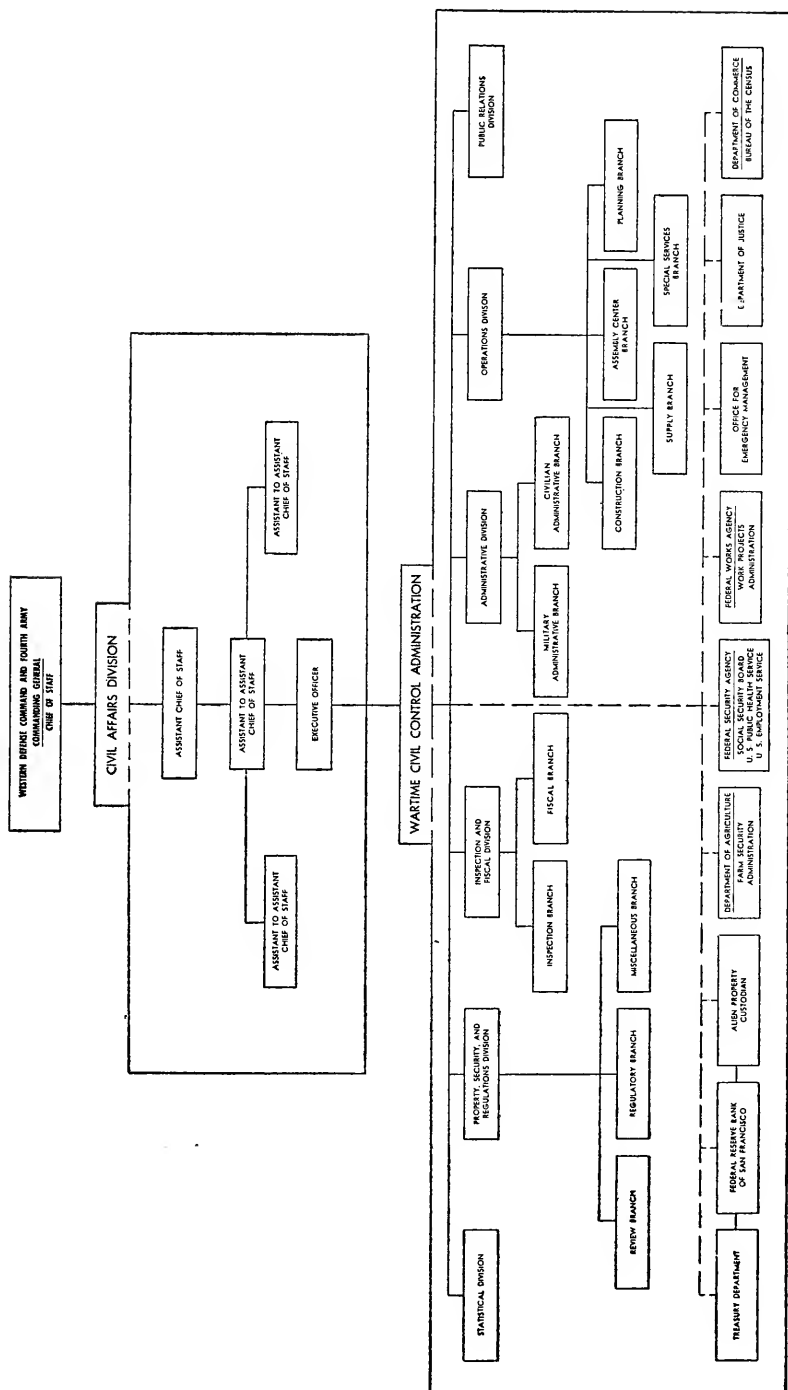 WESTERN DEFENSE COMMAND AND FOURTH ARMY
COMMANDING GENERAL
CHIEF OF STAFF
CIVIL AFFAIRS DIVISION
ASSISTANT CHIEF OF STAFF
ASSISTANT TO ASSISTANT
CHIEF OF STAFF
ASSISTANT TO ASSISTANT
CHIEF OF STAFF
ASSISTANT TO ASSISTANT
CHIEF OF STAFF
EXECUTIVE OFFICER
WARTIME CIVIL CONTROL ADMINISTRATION
STATISTICAL DIVISION
PROPERTY, SECURITY, AND
REGULATIONS DIVISION
INSPECTION AND
FISCAL DIVISION
ADMINISTRATIVE DIVISION
OPERATIONS DIVISON
PUBLIC RELATIONS
DIVISION
INSPECTION BRANCH
FISCAL BRANCH
MILITARY
ADMINISTRATIVE BRANCH
CIVILIAN
ADMINISTRATIVE BRANCH
REVIEW BRANCH
REGULATORY BRANCH
MISCELLANEOUS BRANCH
CONSTRUCTION BRANCH
ASSEMBLY CENTER
BRANCH
PLANNING BRANCH
SUPPLY BRANCH
SPECIAL SERVICES
BRANCH
TREASURY DEPARTMENT
FEDERAL RESERVE BANK
OF SAN FRANCISCO
ALIEN PROPERTY
CUSTODIAN
DEPARTMENT OF AGRICULTURE
FARM SECURITY
ADMINISTRATION
FEDERAL SECURITY AGENCY
SOCIAL SECURITY BOARD
U. S PUBLIC HEALTH SERVICE
U S. EMPLOYMENT SERVICE
FEDERAL WORKS AGENCY
WORK PROJECTS
ADMINISTRATION
OFFICE FOR
EMERGENCY MANAGEMENT
DEPARTMENT OF JUSTICE
DEPARTMENT OF COMMERCE
BUREAU OF THE CENSUS